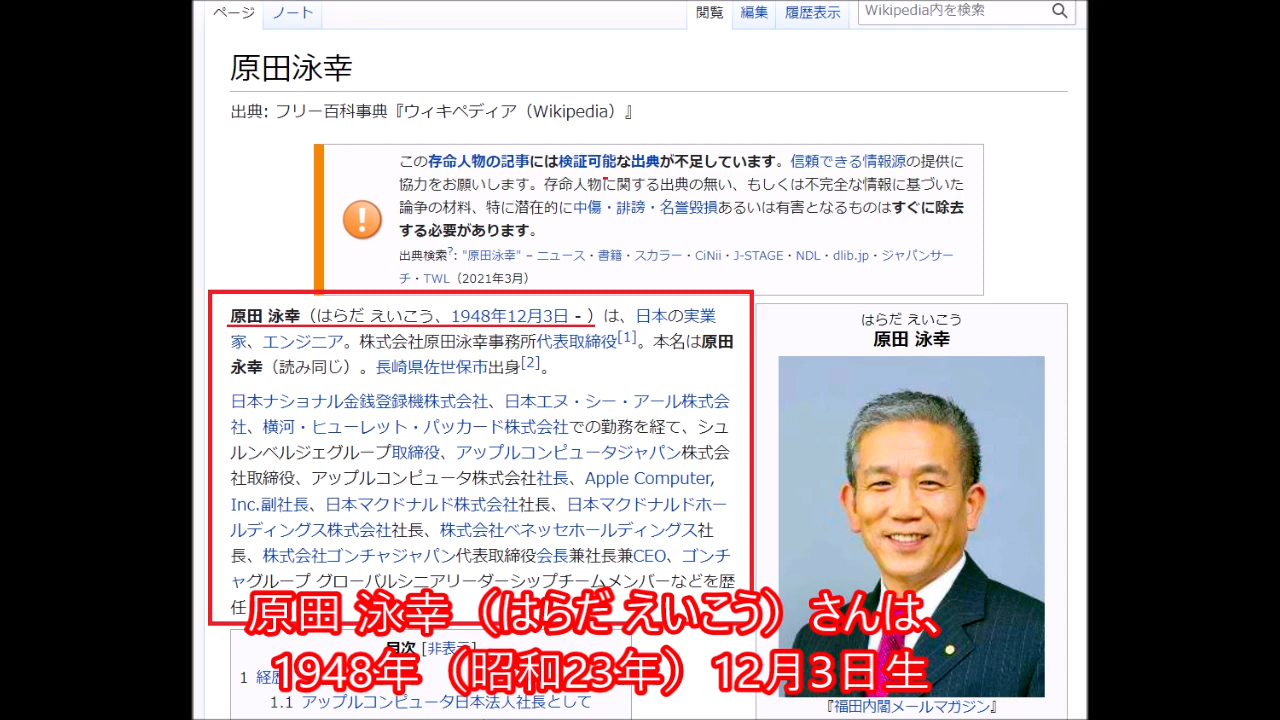 ページ ノート 閲覧 編集 履歴表示 Wikipedia内を検索
原田泳幸
出典: フリー百科事典『ウィキペディア（Wikipedia）』
この存命人物の記事には検証可能な出典が不足しています。信頼できる情報源の提供に
協力をお願いします。存命人物に関する出典の無い、もしくは不完全な情報に基づいた
論争の材料、特に潜在的に中傷・誹謗・名誉毀損あるいは有害となるものはすぐに除去
する必要があります。
出典検索?: "原田泳幸" – ニュース・書籍・スカラー・CiNii・J-STAGE・NDL・dlib.jp・ジャパンサー
チ・TWL（2021年3月）
原田 泳幸（はらだ えいこう、1948年12月3日 - ）は、日本の実業
家、エンジニア。株式会社原田泳幸事務所代表取締役[1]。本名は原田
永幸（読み同じ）。長崎県佐世保市出身[2]。
日本ナショナル金銭登録機株式会社、日本エヌ・シー・アール株式会
社、横河・ヒューレット・パッカード株式会社での勤務を経て、シュ
ルンベルジェグループ取締役、アップルコンピュータジャパン株式会
社取締役、アップルコンピュータ株式会社社長、Apple Computer,
Inc.副社長、日本マクドナルド株式会社社長、日本マクドナルドホー
ルディングス株式会社社長、株式会社ベネッセホールディングス社
長、株式会社ゴンチャジャパン代表取締役会長兼社長兼CEO、ゴンチ
ャグループ グローバルシニアリーダーシップチームメンバーなどを歴
任
はらだ えいこう
原田 泳幸
『福田内閣メールマガジン』
目次 [非表示]
1 経歴
1.1 アップルコンピュータ日本法人社長として
原田 泳幸（はらだ えいこう）さんは、
1948年（昭和23年）12月3日生